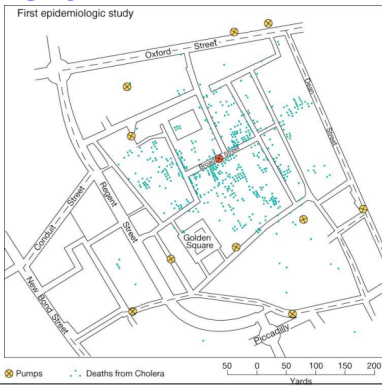 First epidemiologic study
Oxford
Street
Dean
Street
Broad Street
Regent
Street
Conduit
Street
New Bond Street
Golden
Square
Piccadilly
Pumps
Deaths from Cholera
50 0 50 100 150 200
Yards